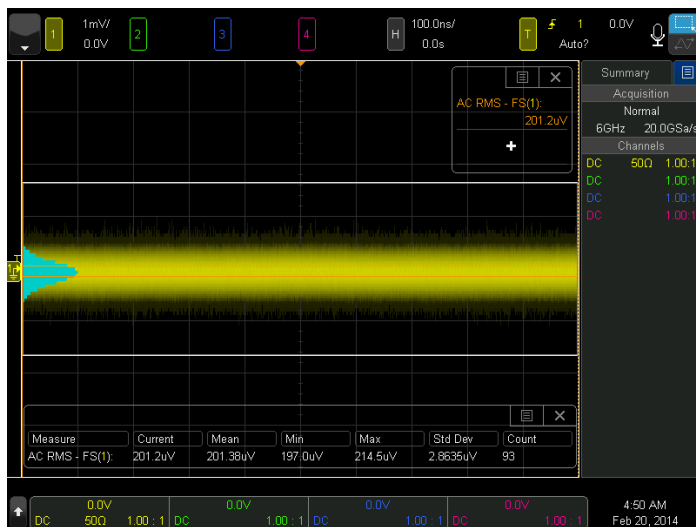 1 1mV/ 2 3 4 H 100.0ns/ T 1 0.0V
0.0V 0.0s Auto?
Summary
Acquisition
Normal
6GHz 20.0GSa/s
Channels
DC 50Ω 1.00:1
DC 1.00:1
DC 1.00:1
DC 1.00:1
AC RMS - FS(1):
201.2uV
+
T
1
Measure Current Mean Min Max Std Dev Count
AC RMS - FS(1): 201.2uV 201.38uV 197.0uV 214.5uV 2.8635uV 93
0.0V 0.0V 0.0V 0.0V
DC 50Ω 1.00 : 1 DC 1.00 : 1 DC 1.00 : 1 DC 1.00 : 1
4:50 AM
Feb 20, 2014